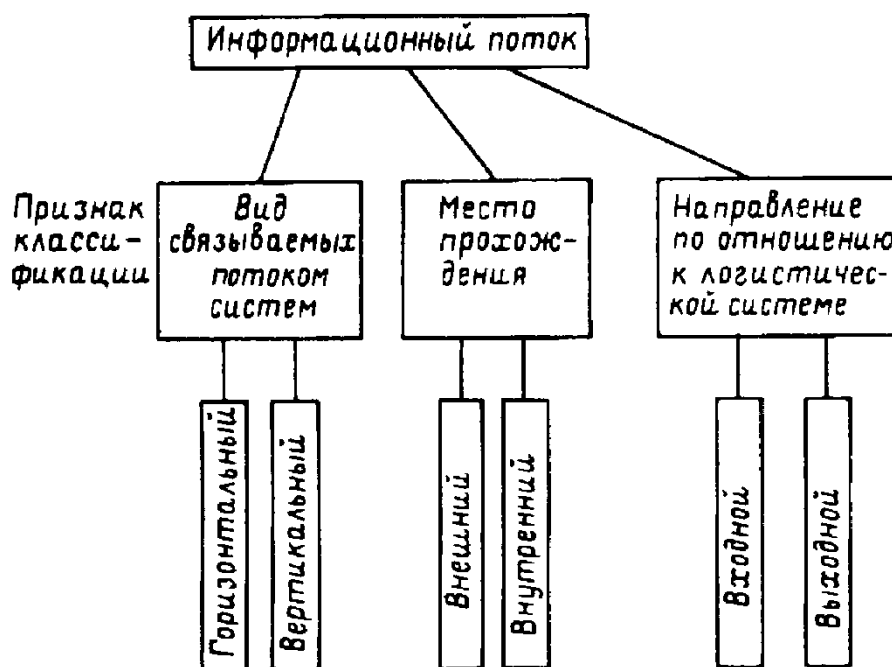 Информационный поток
Признак
класси-
фикации
Вид
связываемых
потоком
систем
Место
прохож-
дения
Направление
по отношению
к логистичес-
кой системе
Горизонтальный
Вертикальный
Внешний
Внутренний
Входной
Выходной